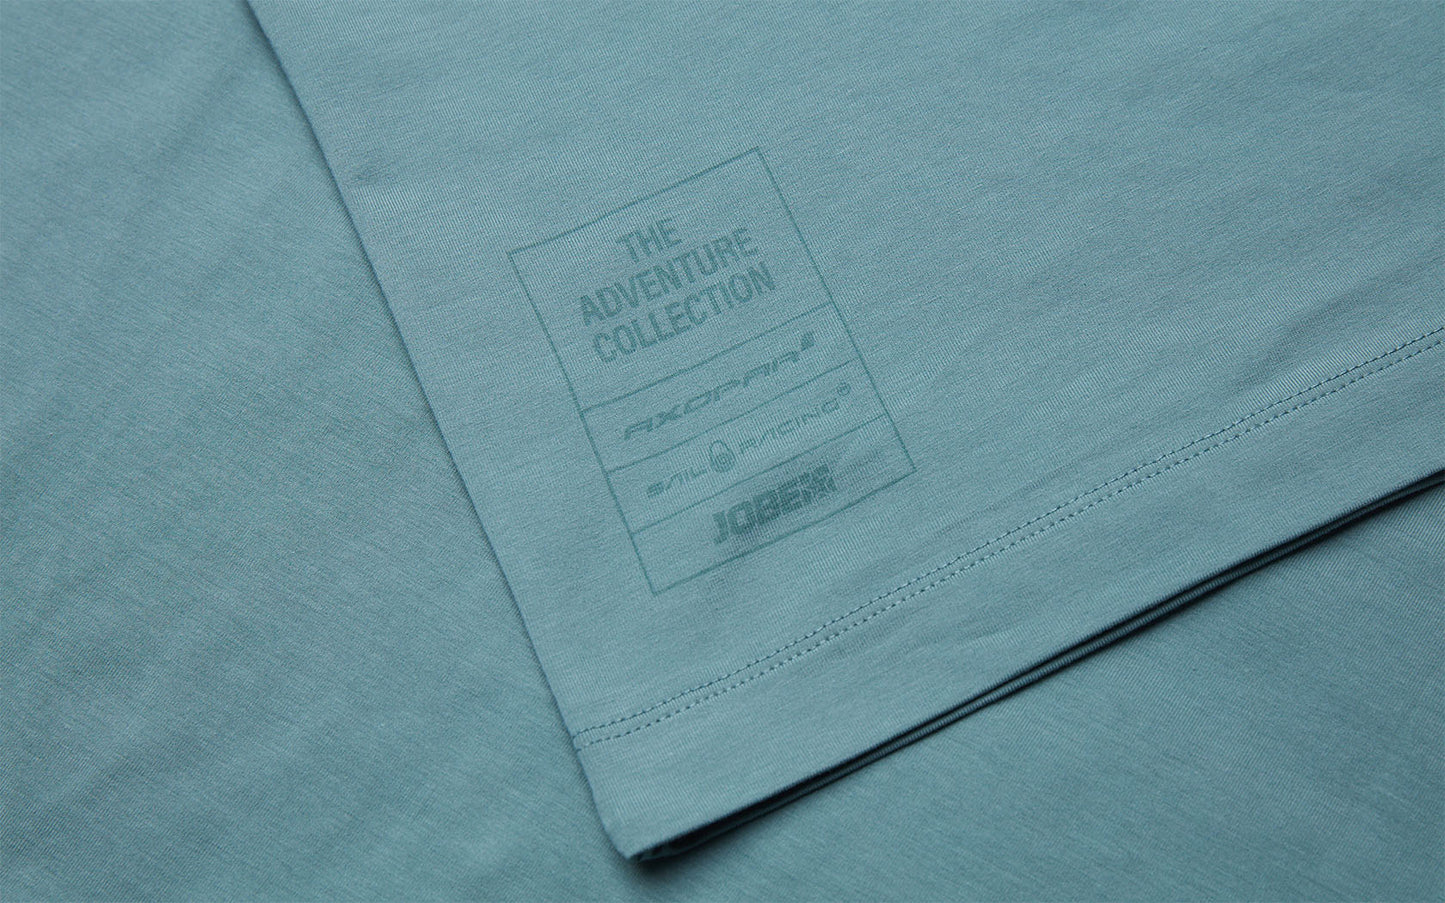 THE
ADVENTURE
COLLECTION
AXOPAR
SAIL RACING®
JOBE